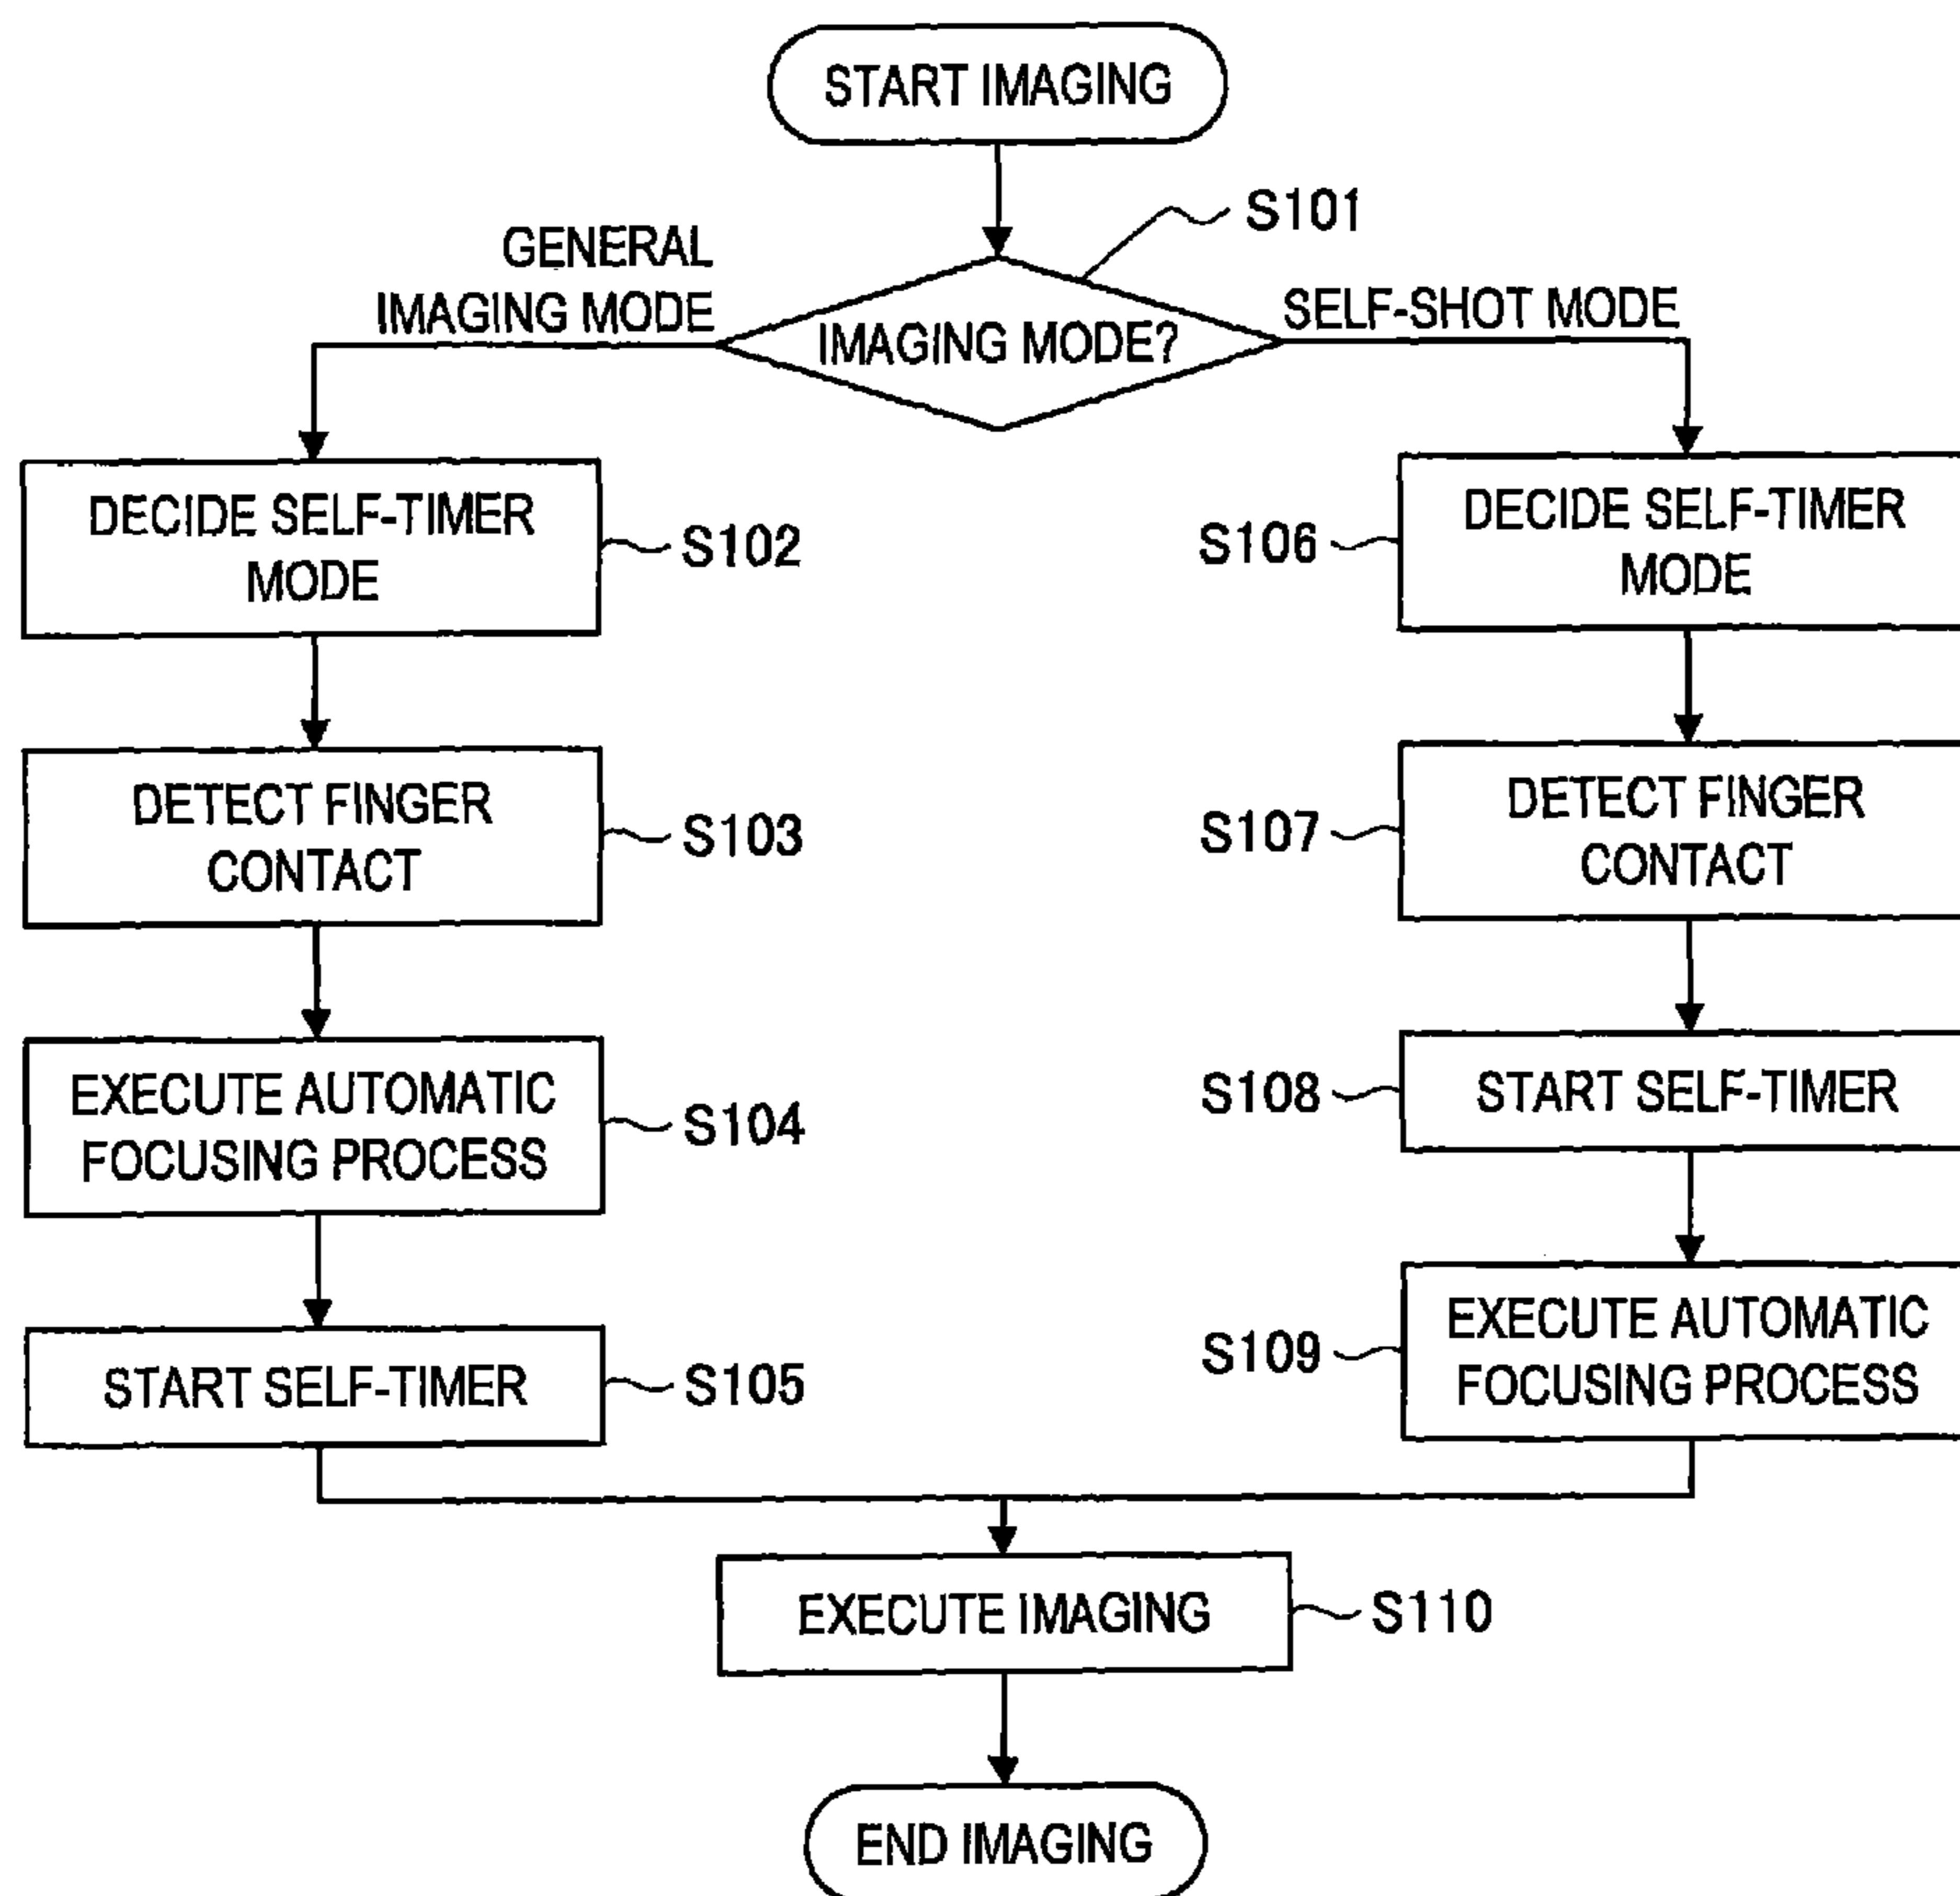 START IMAGING
S101
GENERAL
IMAGING MODE
IMAGING MODE?
SELF-SHOT MODE
DECIDE SELF-TIMER
MODE
S102
DETECT FINGER
CONTACT
S103
EXECUTE AUTOMATIC
FOCUSING PROCESS
S104
START SELF-TIMER
S105
S106
DECIDE SELF-TIMER
MODE
S107
DETECT FINGER
CONTACT
S108
START SELF-TIMER
S109
EXECUTE AUTOMATIC
FOCUSING PROCESS
EXECUTE IMAGING
S110
END IMAGING